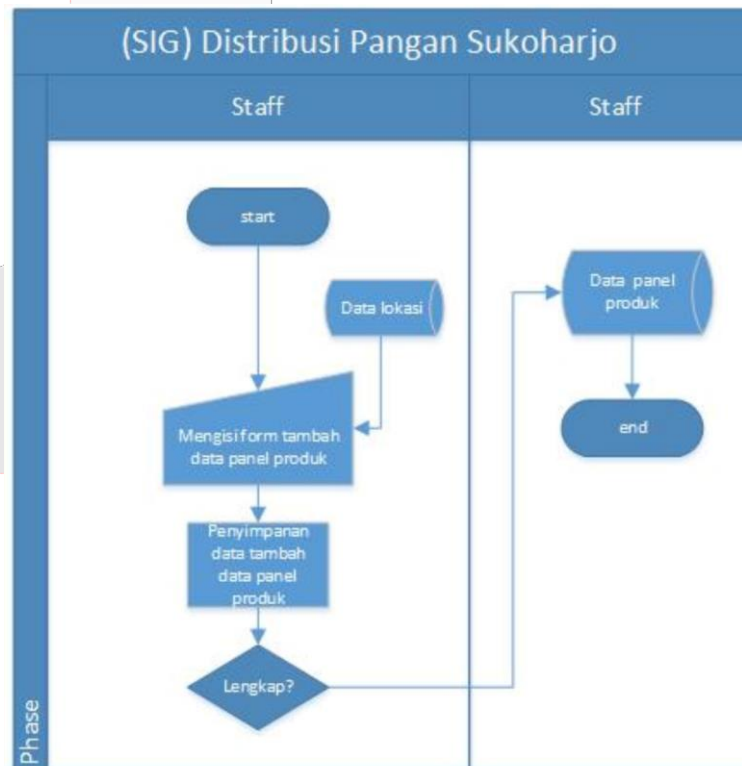 (SIG) Distribusi Pangan Sukoharjo
Staff
Staff
start
Data lokasi
Mengisi form tambah
data panel produk
Penyimpanan
data tambah
data panel
produk
Lengkap?
Data panel
produk
end
Phase